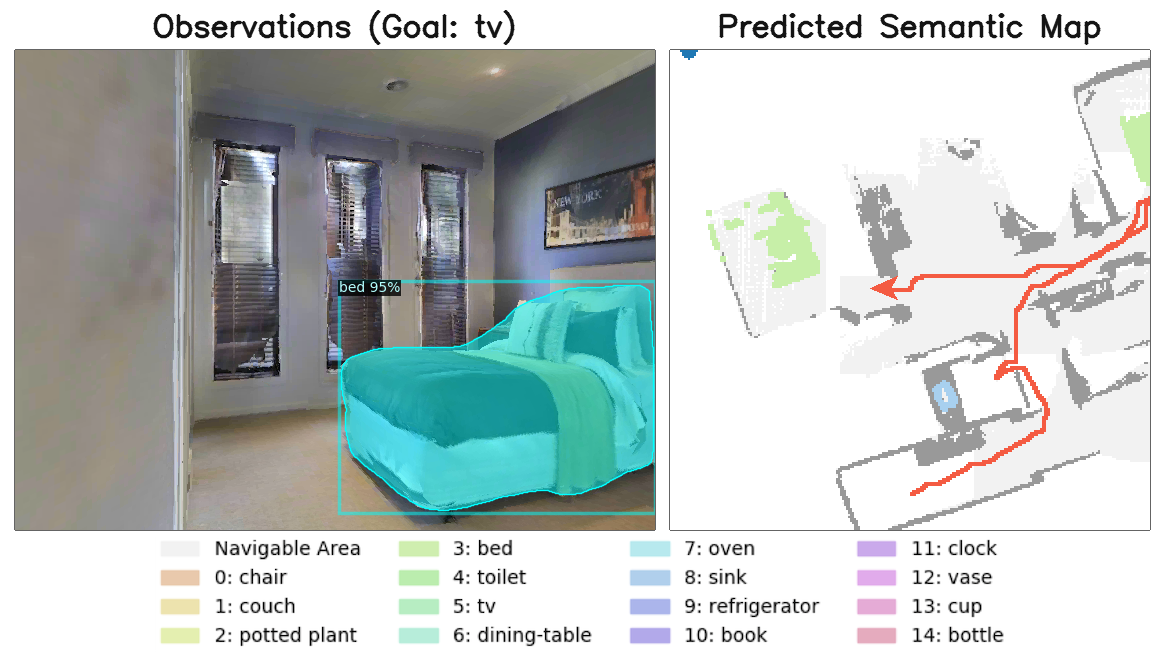 Observations (Goal: tv)
Predicted Semantic Map
NEW YORK
bed 95%
Navigable Area
0: chair
1: couch
2: potted plant
3: bed
4: toilet
5: tv
6: dining-table
7: oven
8: sink
9: refrigerator
10: book
11: clock
12: vase
13: cup
14: bottle